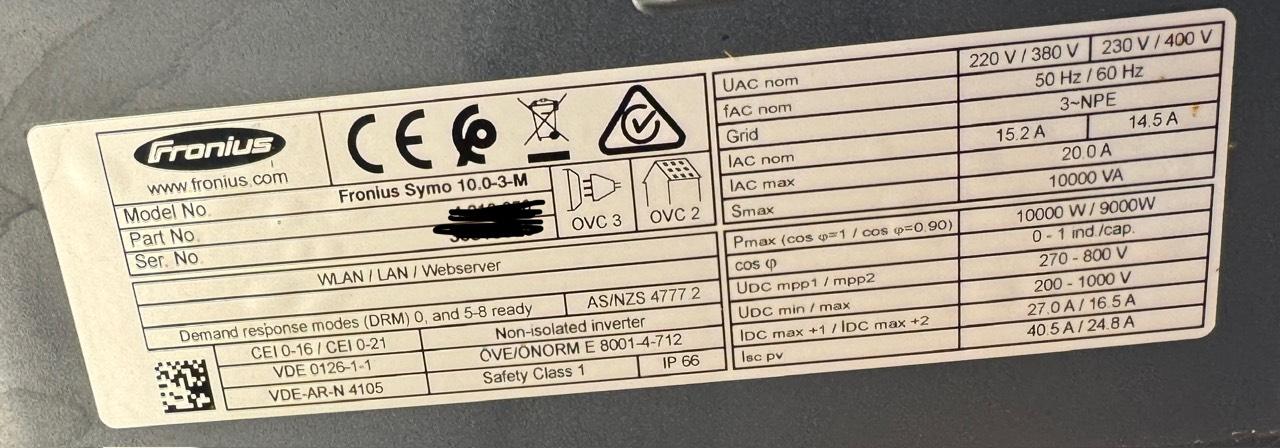 Fronius
www.fronius.com
CE
Model No. Fronius Symo 10.0-3-M
Part No.
Ser. No.
OVC 3
OVC 2
WLAN / LAN / Webserver
Demand response modes (DRM) 0, and 5-8 ready
AS/NZS 4777.2
CEI 0-16 / CEI 0-21
Non-isolated inverter
VDE 0126-1-1
ÖVE/ÖNORM E 8001-4-712
VDE-AR-N 4105
Safety Class 1
IP 66
UAC nom 220 V / 380 V 230 V / 400 V
fAC nom 50 Hz / 60 Hz
Grid 3~NPE
IAC nom 15.2 A 14.5 A
IAC max 20.0 A
Smax 10000 VA
Pmax (cos φ=1 / cos φ=0.90) 10000 W / 9000W
cos φ 0 - 1 ind./cap.
UDC mpp1 / mpp2 270 - 800 V
UDC min / max 200 - 1000 V
IDC max +1 / IDC max +2 27.0 A / 16.5 A
Isc pv 40.5 A / 24.8 A